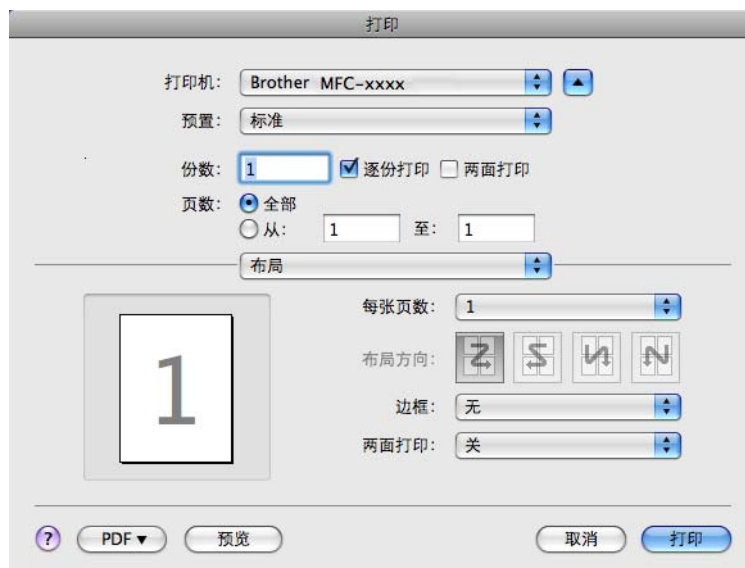 打印
打印机: Brother MFC-xxxx
预置: 标准
份数: 1 逐份打印 两面打印
页数: 全部
从: 1 至: 1
布局
1
每张页数: 1
布局方向:
边框: 无
两面打印: 关
? PDF▼ 预览 取消 打印